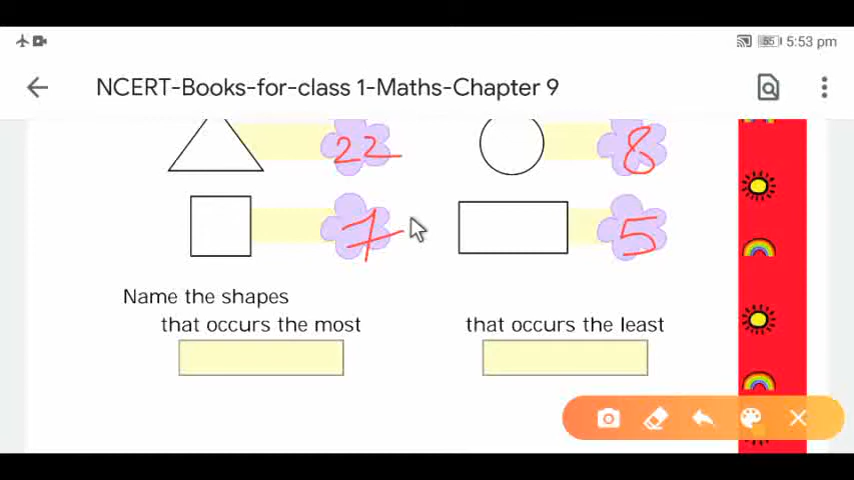 55 5:53 pm
NCERT-Books-for-class 1-Maths-Chapter 9
22 8
7 5
Name the shapes
that occurs the most that occurs the least